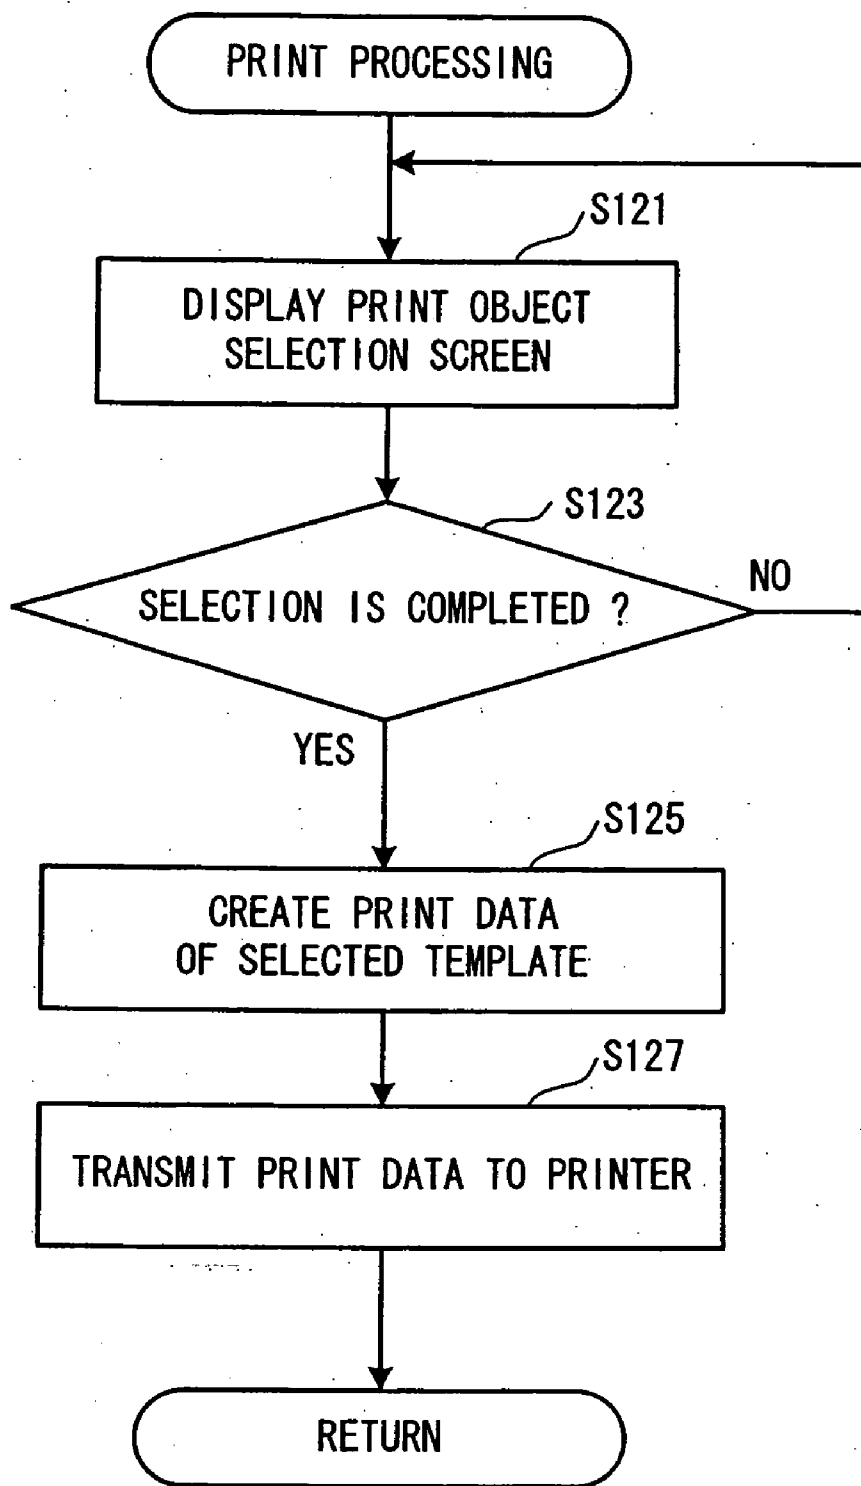 PRINT PROCESSING
S121
DISPLAY PRINT OBJECT
SELECTION SCREEN
S123
SELECTION IS COMPLETED ?
NO
YES
S125
CREATE PRINT DATA
OF SELECTED TEMPLATE
S127
TRANSMIT PRINT DATA TO PRINTER
RETURN